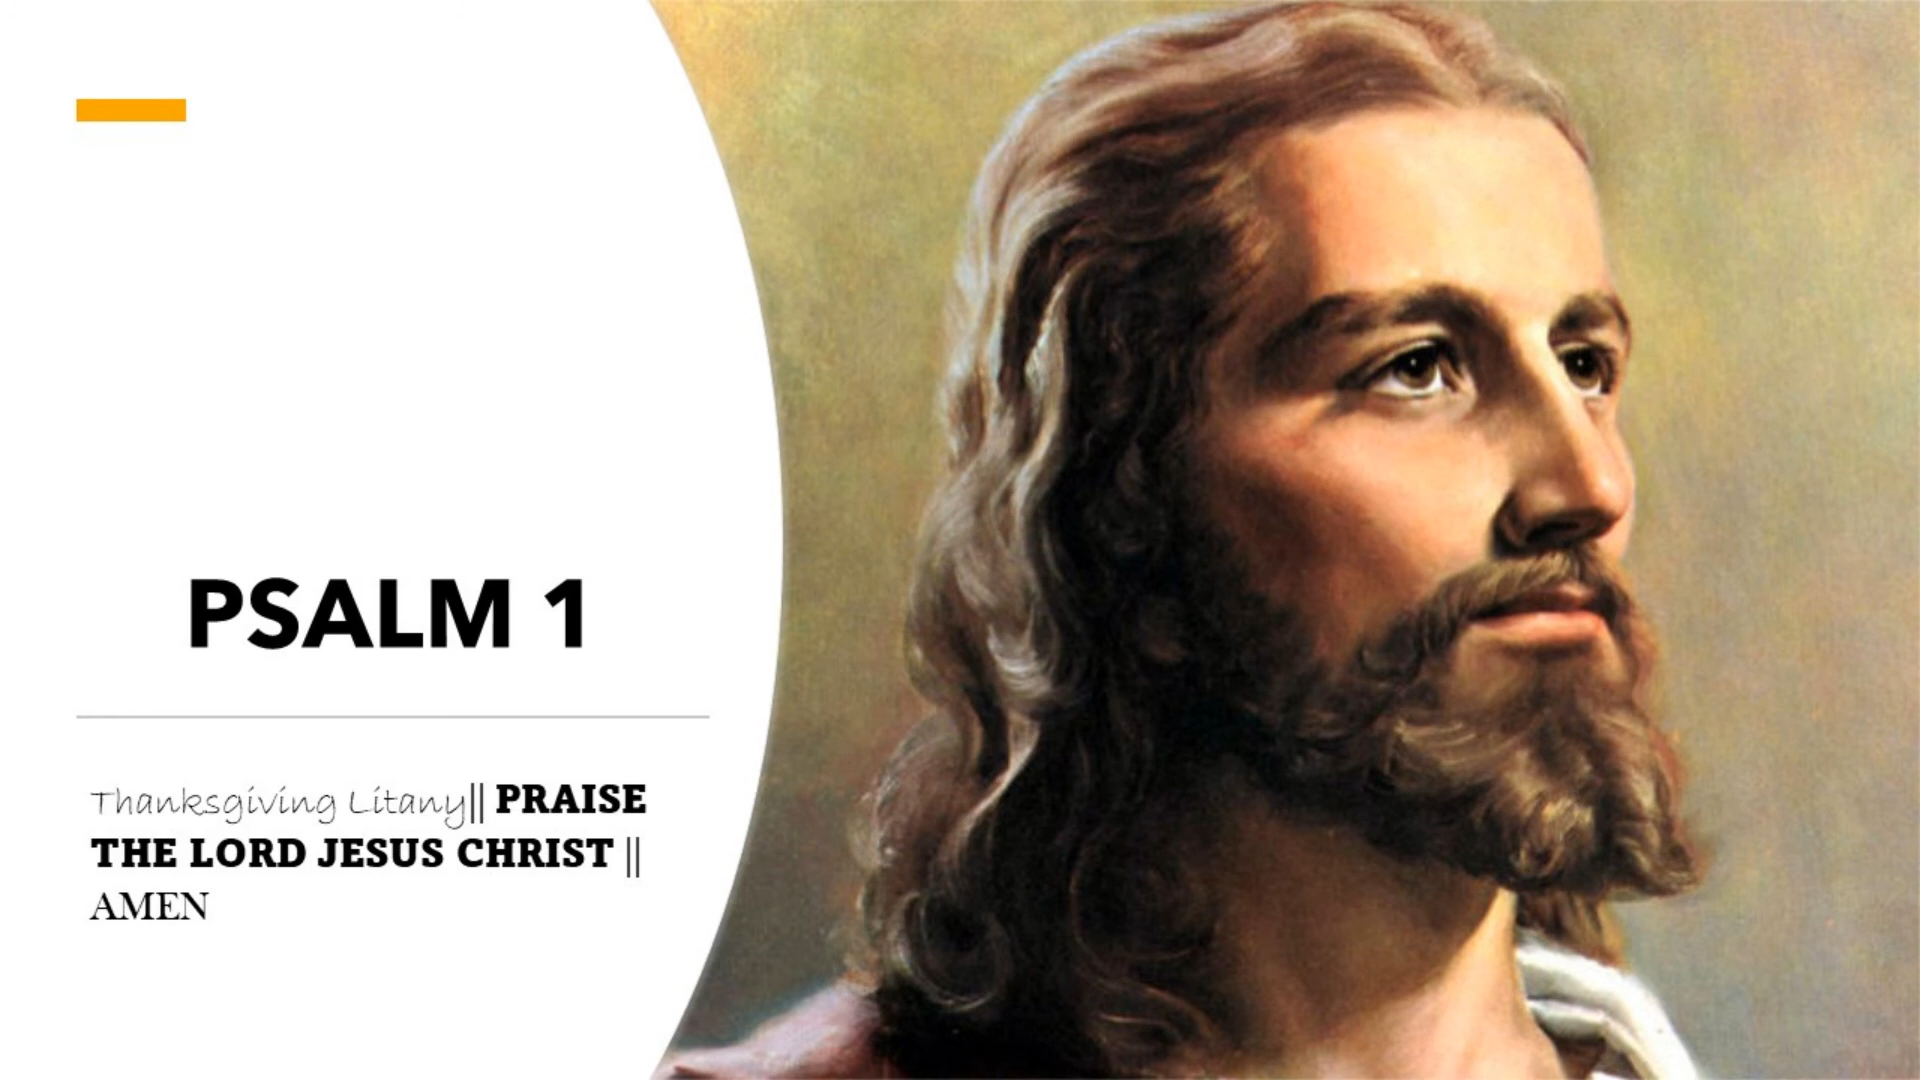 PSALM 1
Thanksgiving Litany|| PRAISE
THE LORD JESUS CHRIST ||
AMEN